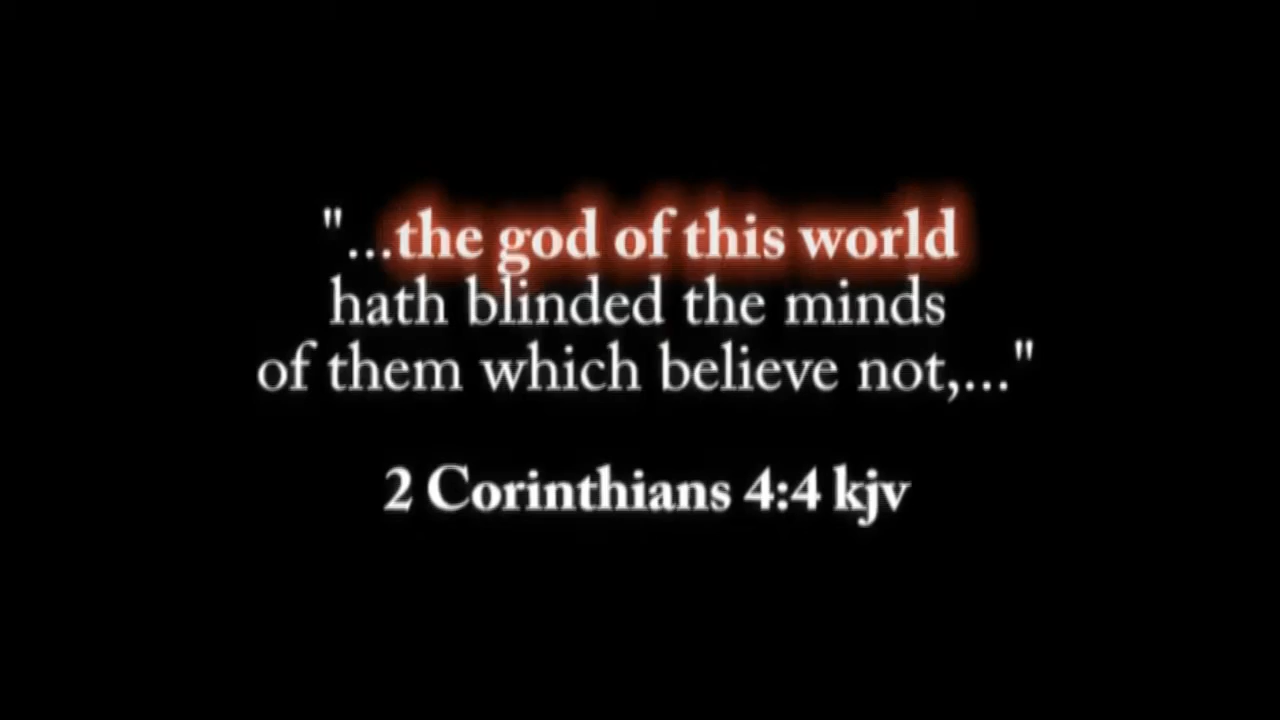 "...the god of this world
hath blinded the minds
of them which believe not,..."
2 Corinthians 4:4 kjv